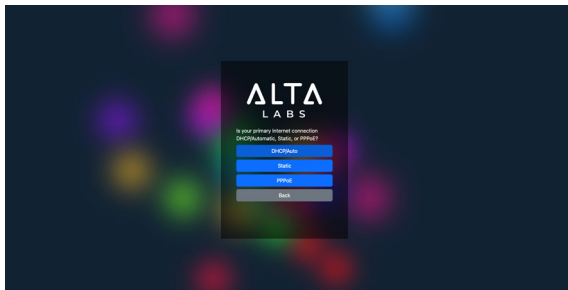 ALTA
LABS
Is your primary Internet connection
DHCP/Automatic, Static, or PPPoE?
DHCP/Auto
Static
PPPoE
Back